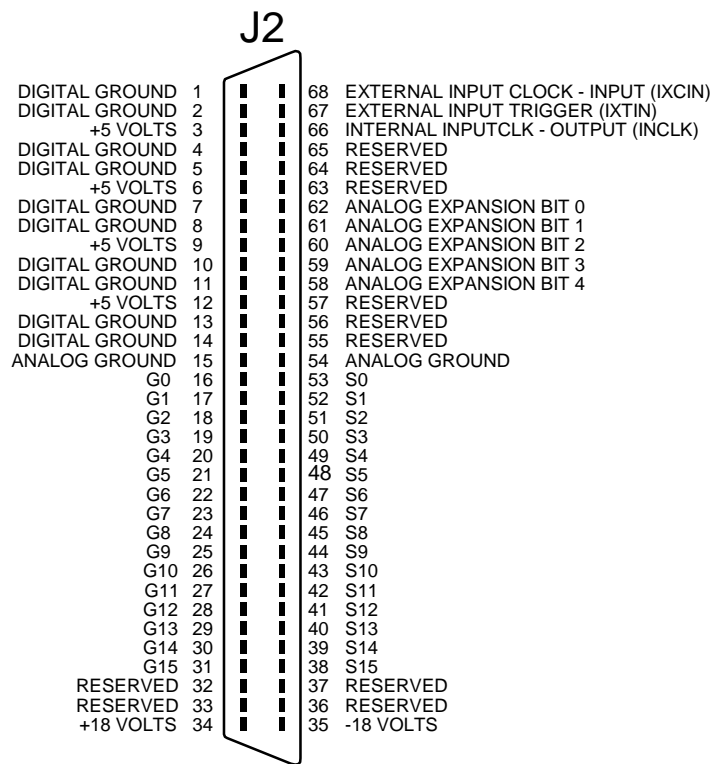 J2
DIGITAL GROUND 1 68 EXTERNAL INPUT CLOCK - INPUT (IXCIN)
DIGITAL GROUND 2 67 EXTERNAL INPUT TRIGGER (IXTIN)
+5 VOLTS 3 66 INTERNAL INPUTCLK - OUTPUT (INCLK)
DIGITAL GROUND 4 65 RESERVED
DIGITAL GROUND 5 64 RESERVED
+5 VOLTS 6 63 RESERVED
DIGITAL GROUND 7 62 ANALOG EXPANSION BIT 0
DIGITAL GROUND 8 61 ANALOG EXPANSION BIT 1
+5 VOLTS 9 60 ANALOG EXPANSION BIT 2
DIGITAL GROUND 10 59 ANALOG EXPANSION BIT 3
DIGITAL GROUND 11 58 ANALOG EXPANSION BIT 4
+5 VOLTS 12 57 RESERVED
DIGITAL GROUND 13 56 RESERVED
DIGITAL GROUND 14 55 RESERVED
ANALOG GROUND 15 54 ANALOG GROUND
G0 16 53 S0
G1 17 52 S1
G2 18 51 S2
G3 19 50 S3
G4 20 49 S4
G5 21 48 S5
G6 22 47 S6
G7 23 46 S7
G8 24 45 S8
G9 25 44 S9
G10 26 43 S10
G11 27 42 S11
G12 28 41 S12
G13 29 40 S13
G14 30 39 S14
G15 31 38 S15
RESERVED 32 37 RESERVED
RESERVED 33 36 RESERVED
+18 VOLTS 34 35 -18 VOLTS